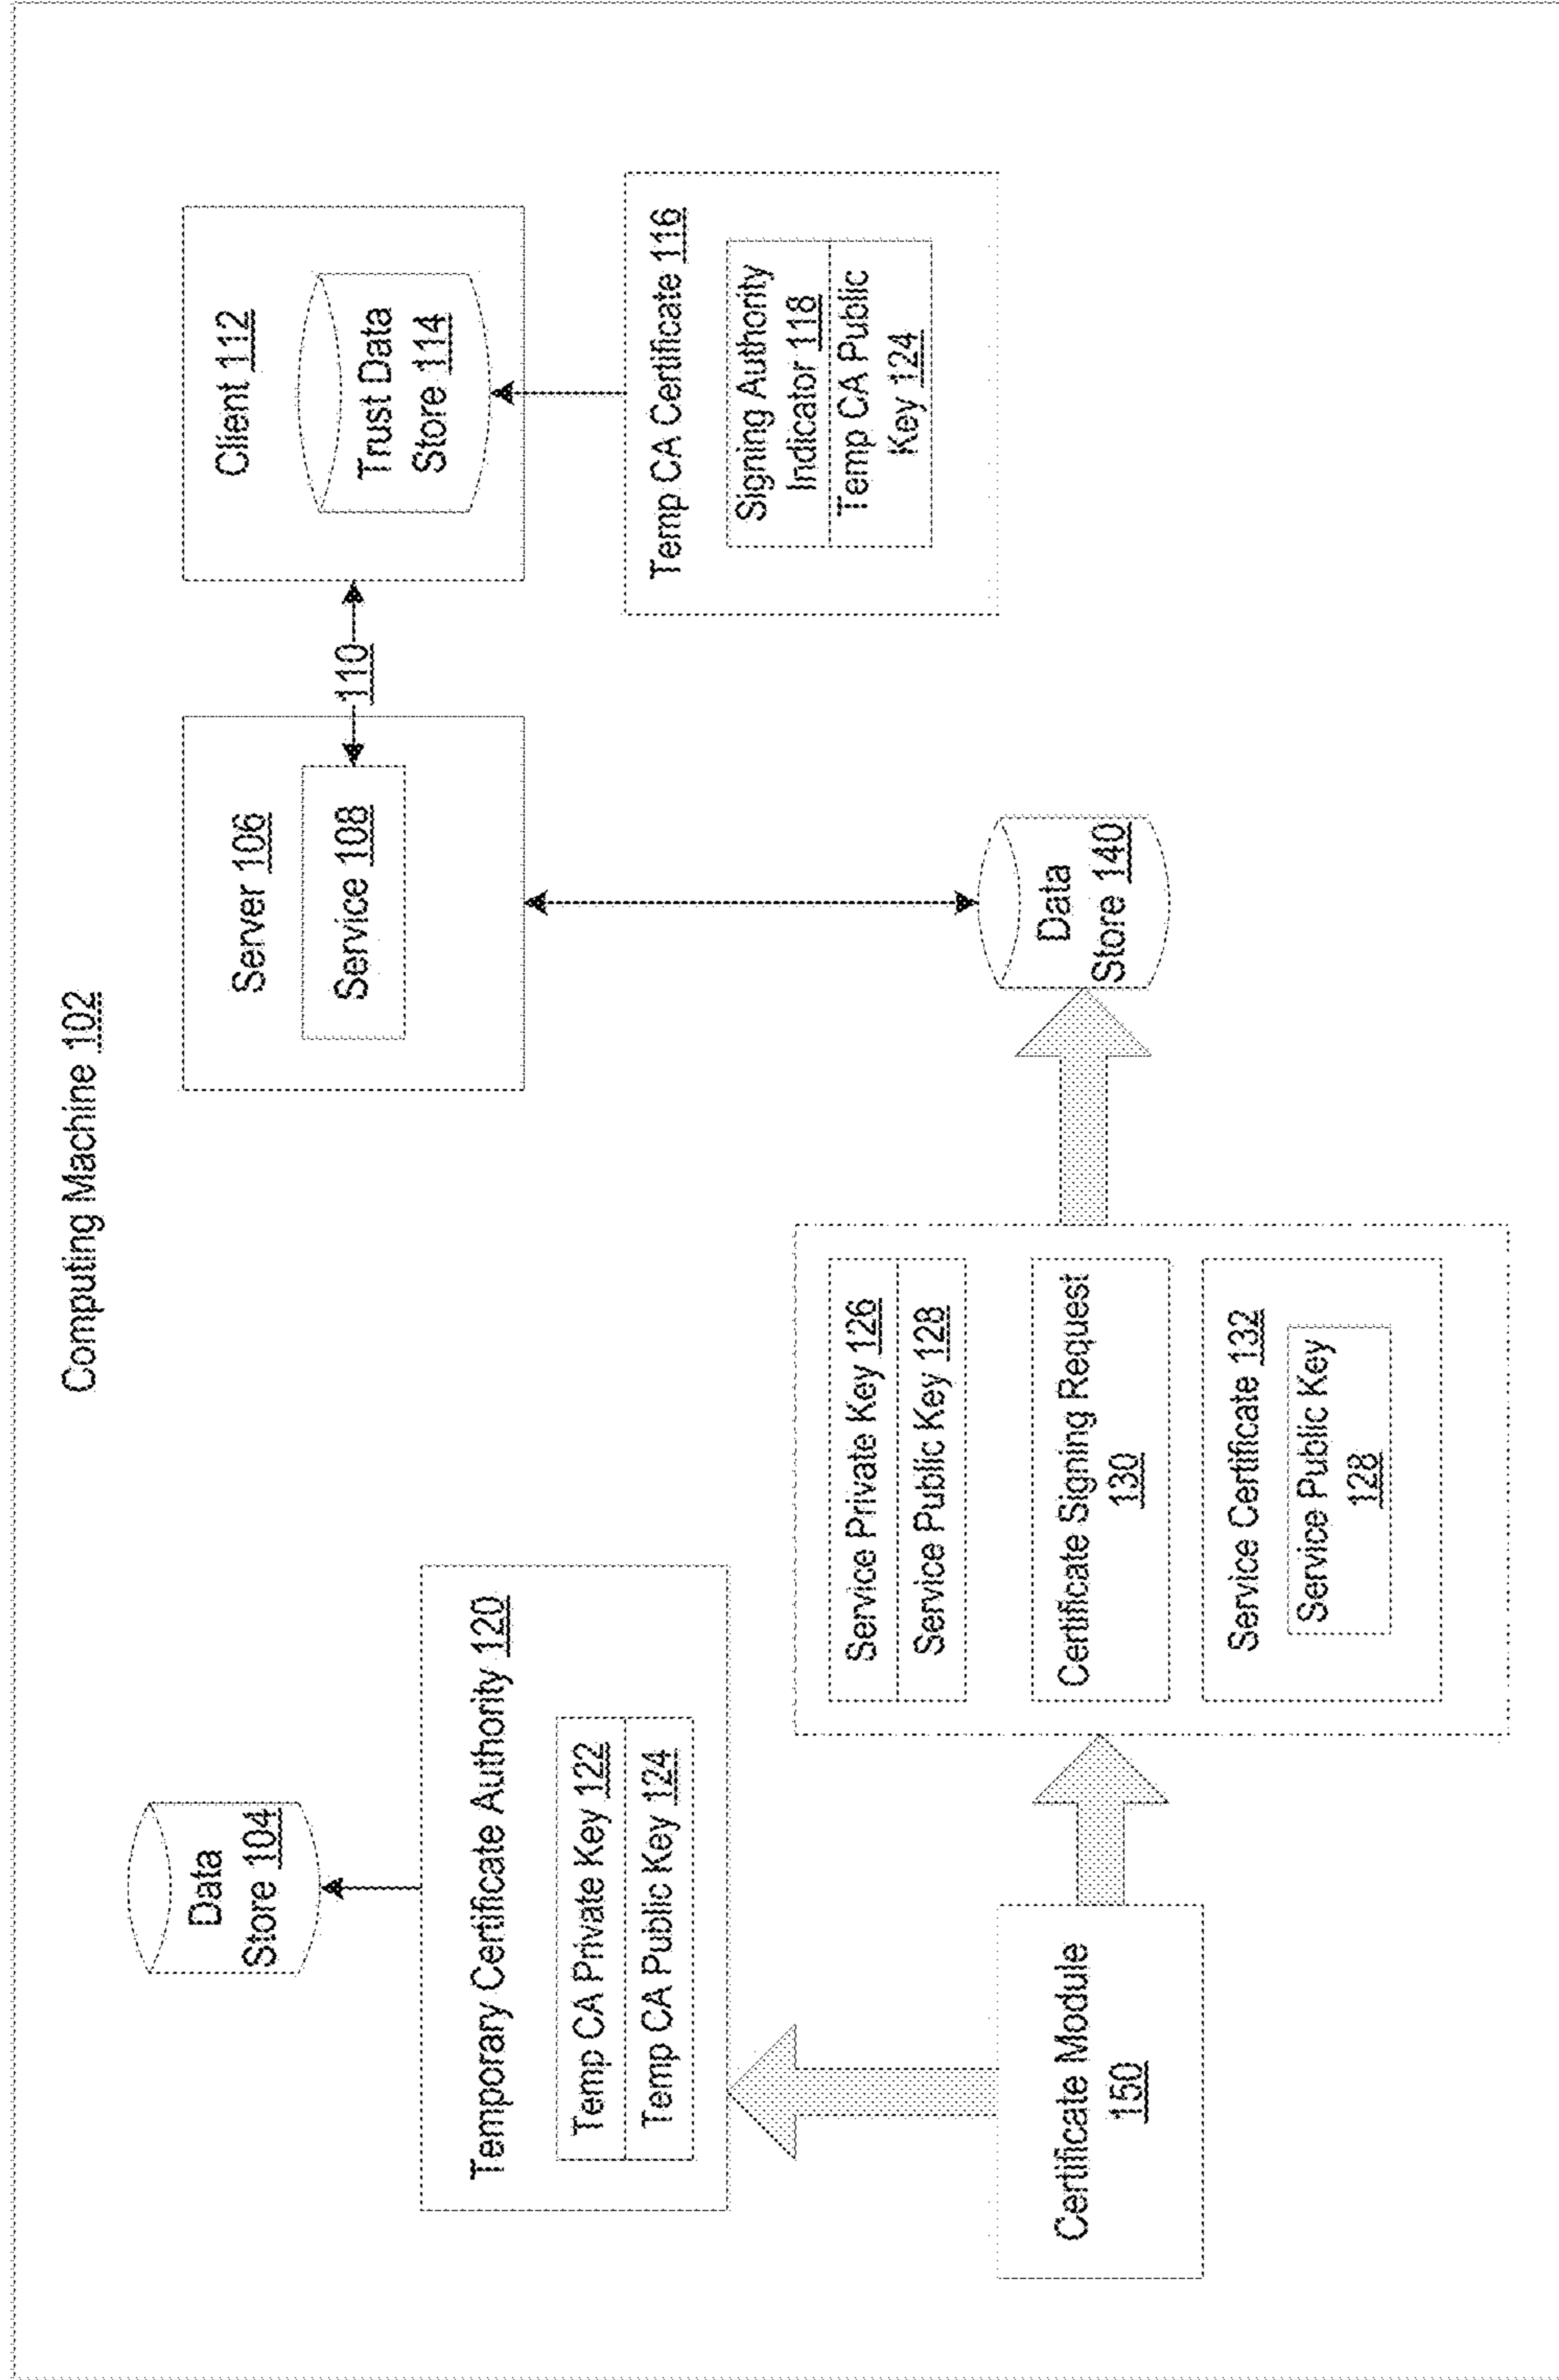 Computing Machine 102
Data
Store 104
Temporary Certificate Authority 120
Temp CA Private Key 122
Temp CA Public Key 124
Certificate Module
150
Service Private Key 126
Service Public Key 128
Certificate Signing Request
130
Service Certificate 132
Service Public Key
128
Server 106
Service 108
110
Data
Store 140
Client 112
Trust Data
Store 114
Temp CA Certificate 116
Signing Authority
Indicator 118
Temp CA Public
Key 124